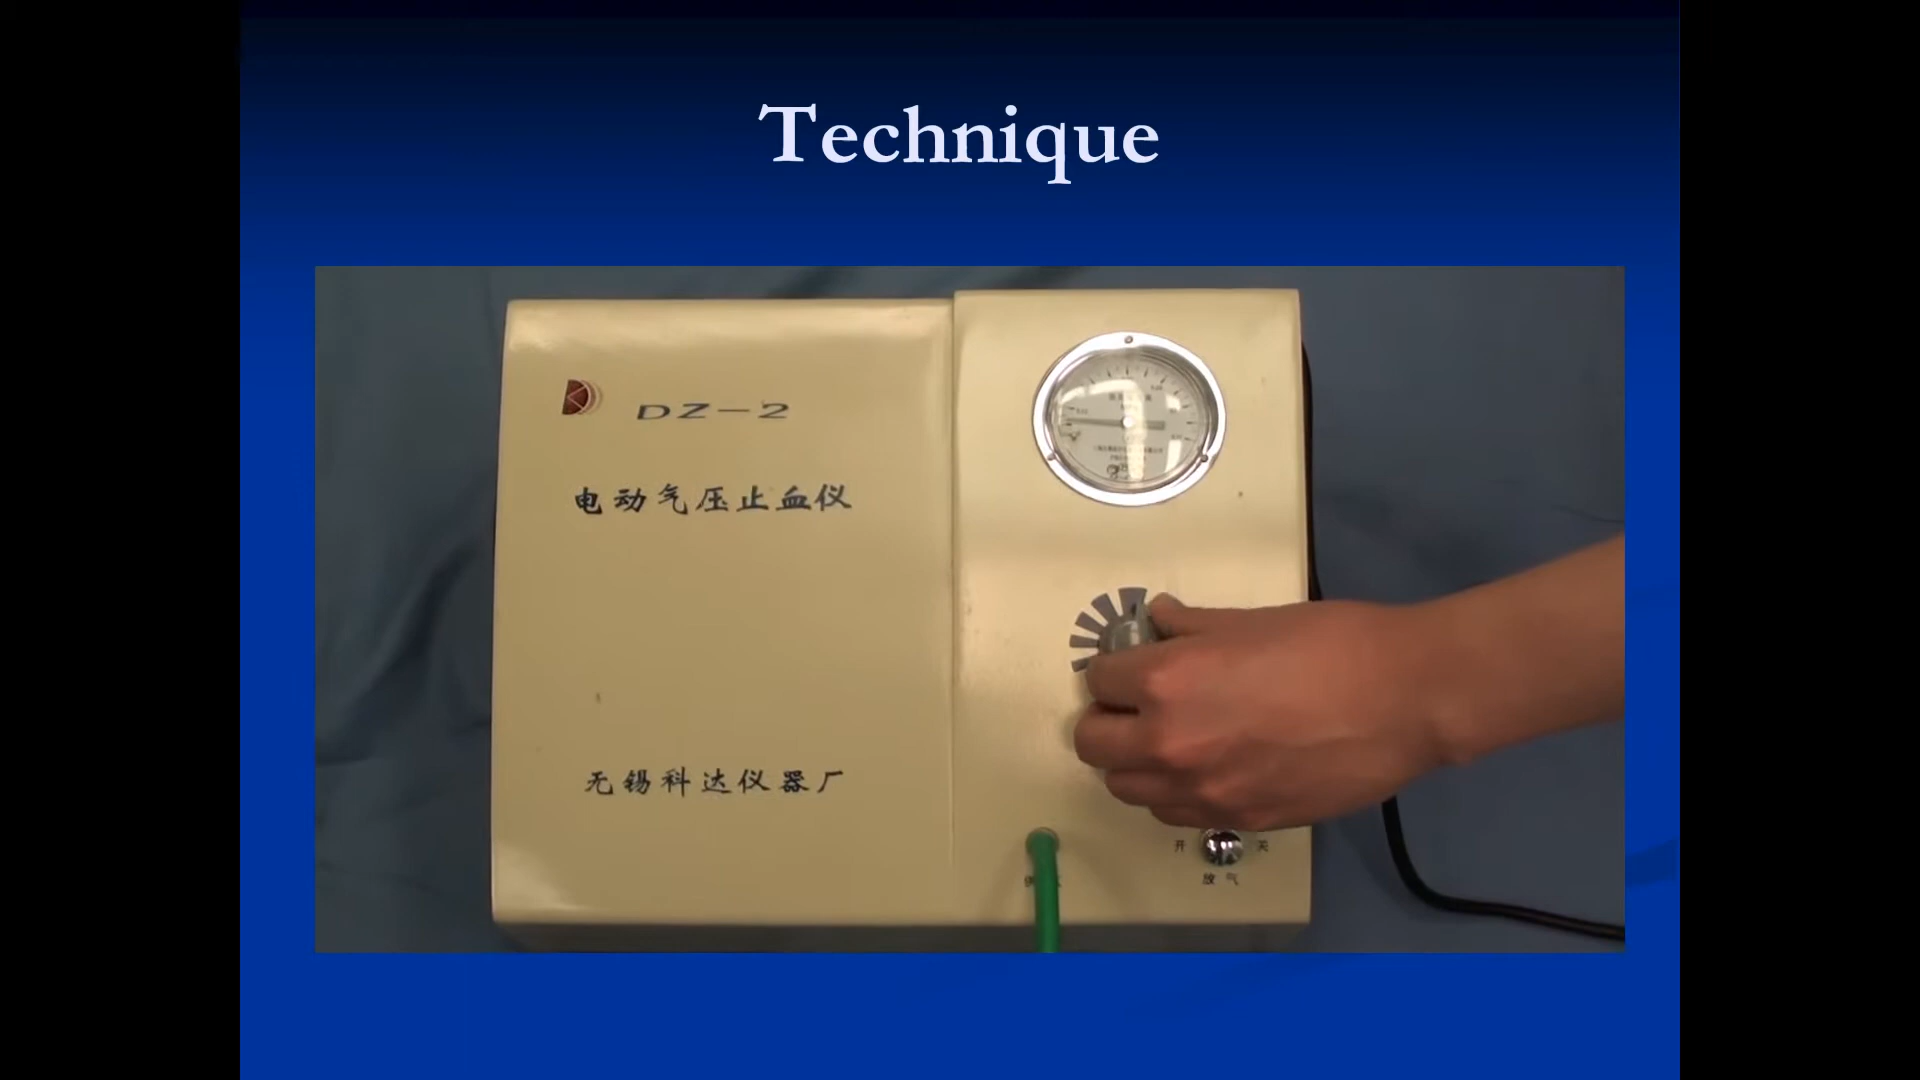 Technique
DZ-2
电动气压止血仪
无锡科达仪器厂
开
关
放气